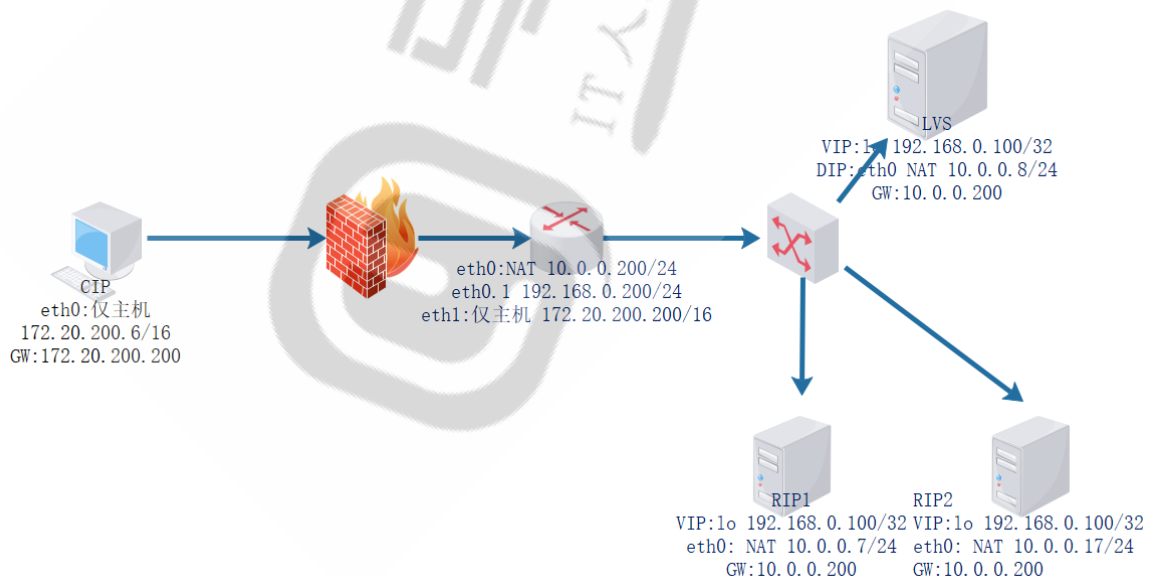 IT人
LVS
VIP:lo 192.168.0.100/32
DIP:eth0 NAT 10.0.0.8/24
GW:10.0.0.200
eth0:NAT 10.0.0.200/24
eth0.1 192.168.0.200/24
eth1:仅主机 172.20.200.200/16
CIP
eth0:仅主机
172.20.200.6/16
GW:172.20.200.200
RIP1
VIP:lo 192.168.0.100/32
eth0: NAT 10.0.0.7/24
GW:10.0.0.200
RIP2
VIP:lo 192.168.0.100/32
eth0: NAT 10.0.0.17/24
GW:10.0.0.200